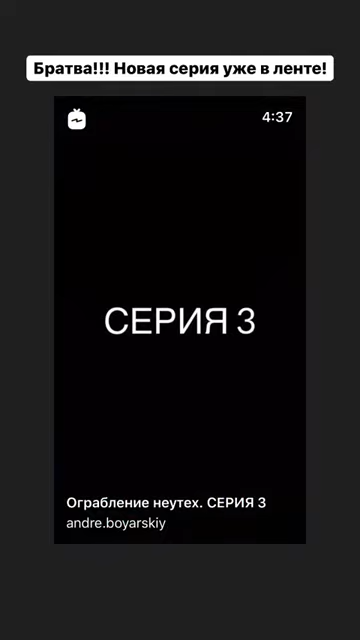 Братва!!! Новая серия уже в ленте!
4:37
СЕРИЯ 3
Ограбление неутех. СЕРИЯ 3
andre.boyarskiy